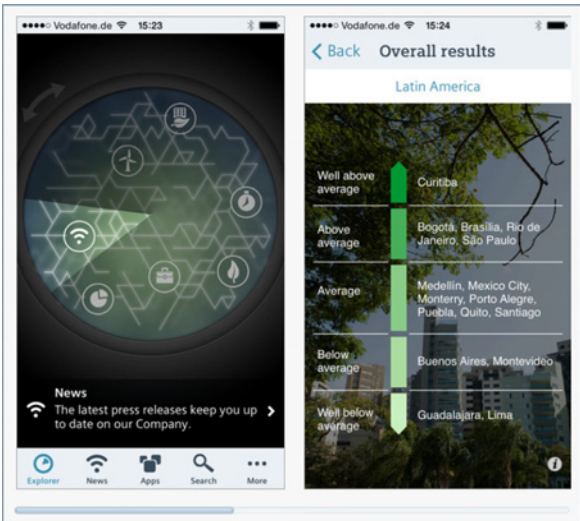 Vodafone.de 15:23
News
The latest press releases keep you up
to date on our Company.
Explorer News Apps Search More
Vodafone.de 15:24
Back Overall results
Latin America
Well above
average
Curitiba
Above
average
Bogotá, Brasília, Rio de
Janeiro, São Paulo
Average
Medellín, Mexico City,
Monterry, Porto Alegre,
Puebla, Quito, Santiago
Below
average
Buenos Aires, Montevideo
Well below
average
Guadalajara, Lima